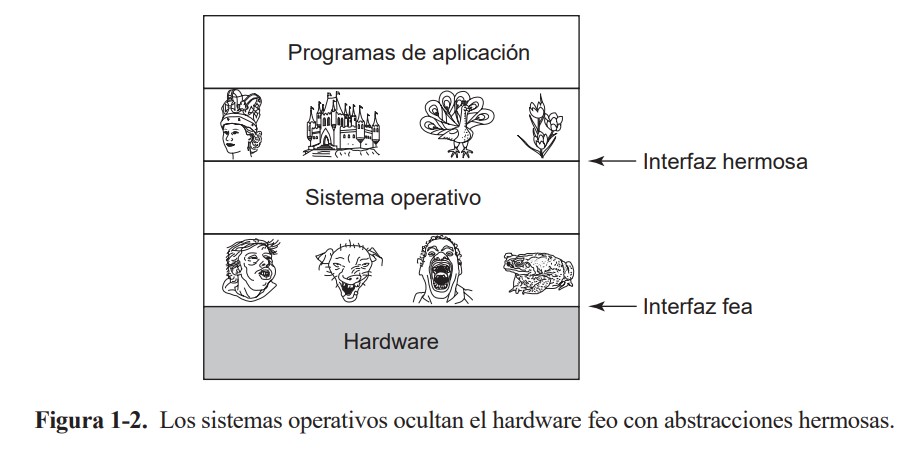 Programas de aplicación
Interfaz hermosa
Sistema operativo
Interfaz fea
Hardware
Figura 1-2. Los sistemas operativos ocultan el hardware feo con abstracciones hermosas.